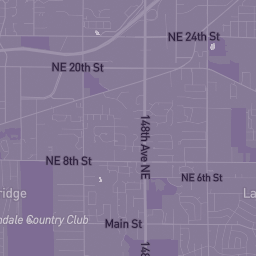 NE 24th St
NE 20th St
148th Ave NE
NE 8th St
NE 6th St
ridge
La
ndale Country Club
Main St
148